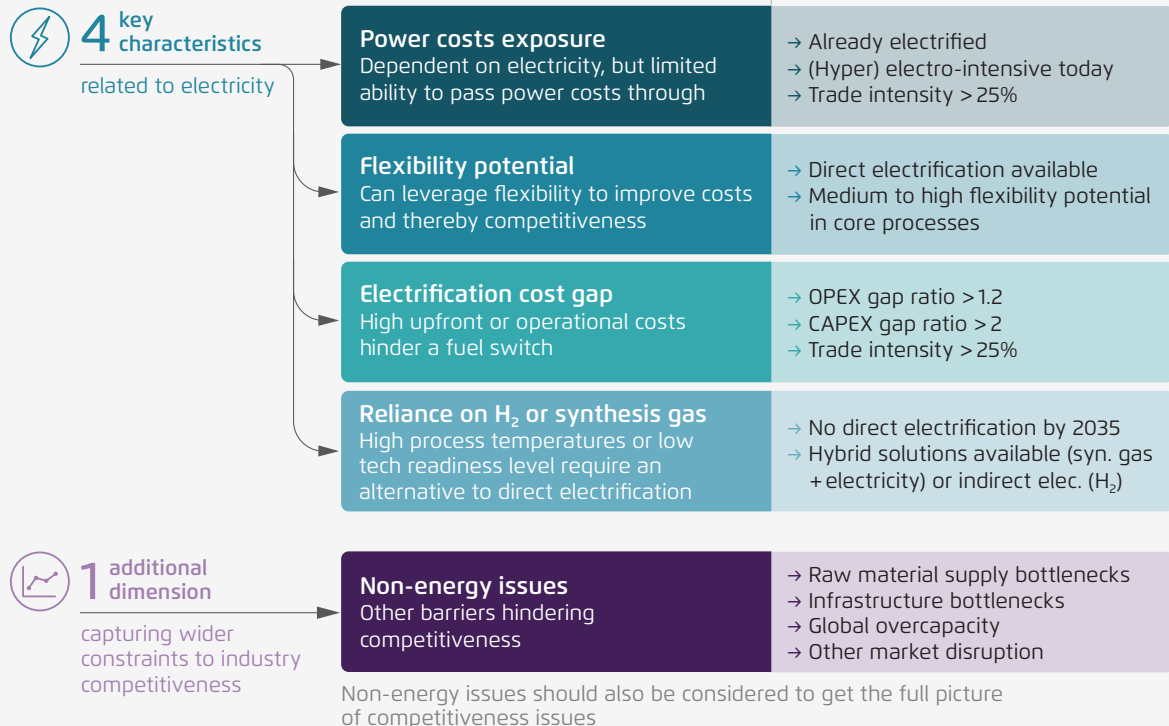 4 key
characteristics
related to electricity
Power costs exposure
Dependent on electricity, but limited
ability to pass power costs through
→ Already electrified
→ (Hyper) electro-intensive today
→ Trade intensity > 25%
Flexibility potential
Can leverage flexibility to improve costs
and thereby competitiveness
→ Direct electrification available
→ Medium to high flexibility potential
in core processes
Electrification cost gap
High upfront or operational costs
hinder a fuel switch
→ OPEX gap ratio > 1.2
→ CAPEX gap ratio > 2
→ Trade intensity > 25%
Reliance on H₂ or synthesis gas
High process temperatures or low
tech readiness level require an
alternative to direct electrification
→ No direct electrification by 2035
→ Hybrid solutions available (syn. gas
+ electricity) or indirect elec. (H₂)
1 additional
dimension
capturing wider
constraints to industry
competitiveness
Non-energy issues
Other barriers hindering
competitiveness
→ Raw material supply bottlenecks
→ Infrastructure bottlenecks
→ Global overcapacity
→ Other market disruption
Non-energy issues should also be considered to get the full picture
of competitiveness issues